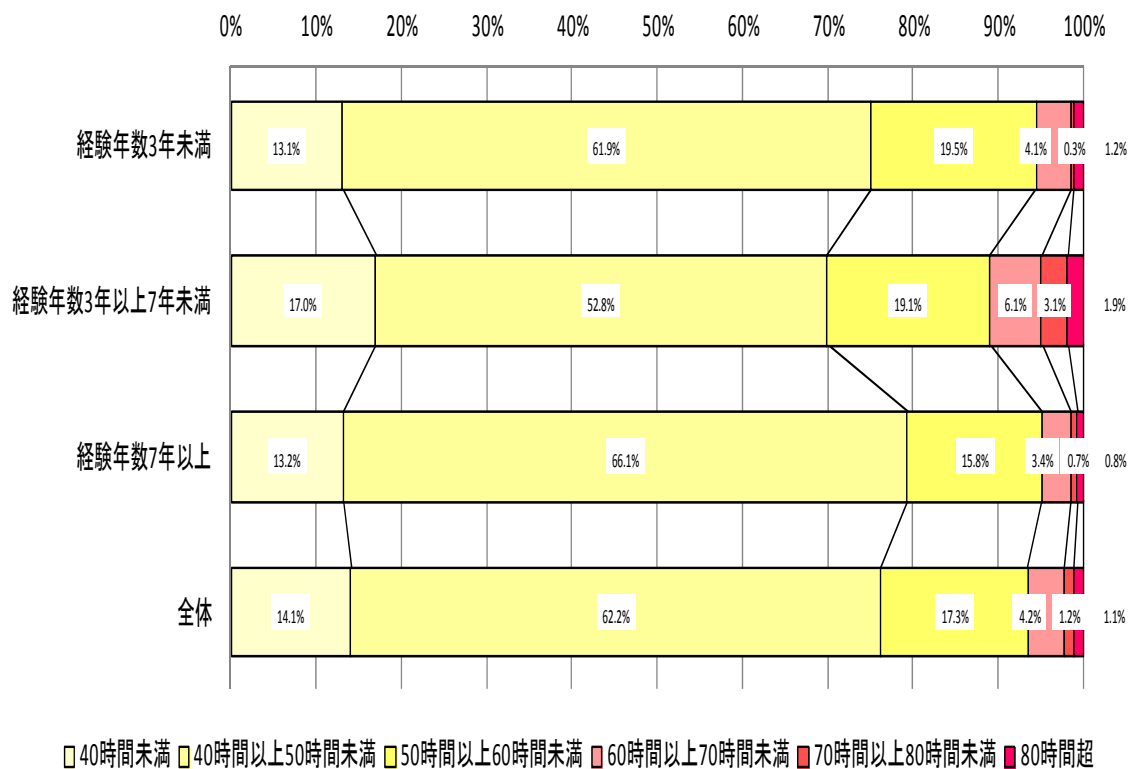 0% 10% 20% 30% 40% 50% 60% 70% 80% 90% 100%
経験年数3年未満 13.1% 61.9% 19.5% 4.1% 0.3% 1.2%
経験年数3年以上7年未満 17.0% 52.8% 19.1% 6.1% 3.1% 1.9%
経験年数7年以上 13.2% 66.1% 15.8% 3.4% 0.7% 0.8%
全体 14.1% 62.2% 17.3% 4.2% 1.2% 1.1%
40時間未満 40時間以上50時間未満 50時間以上60時間未満 60時間以上70時間未満 70時間以上80時間未満 80時間超